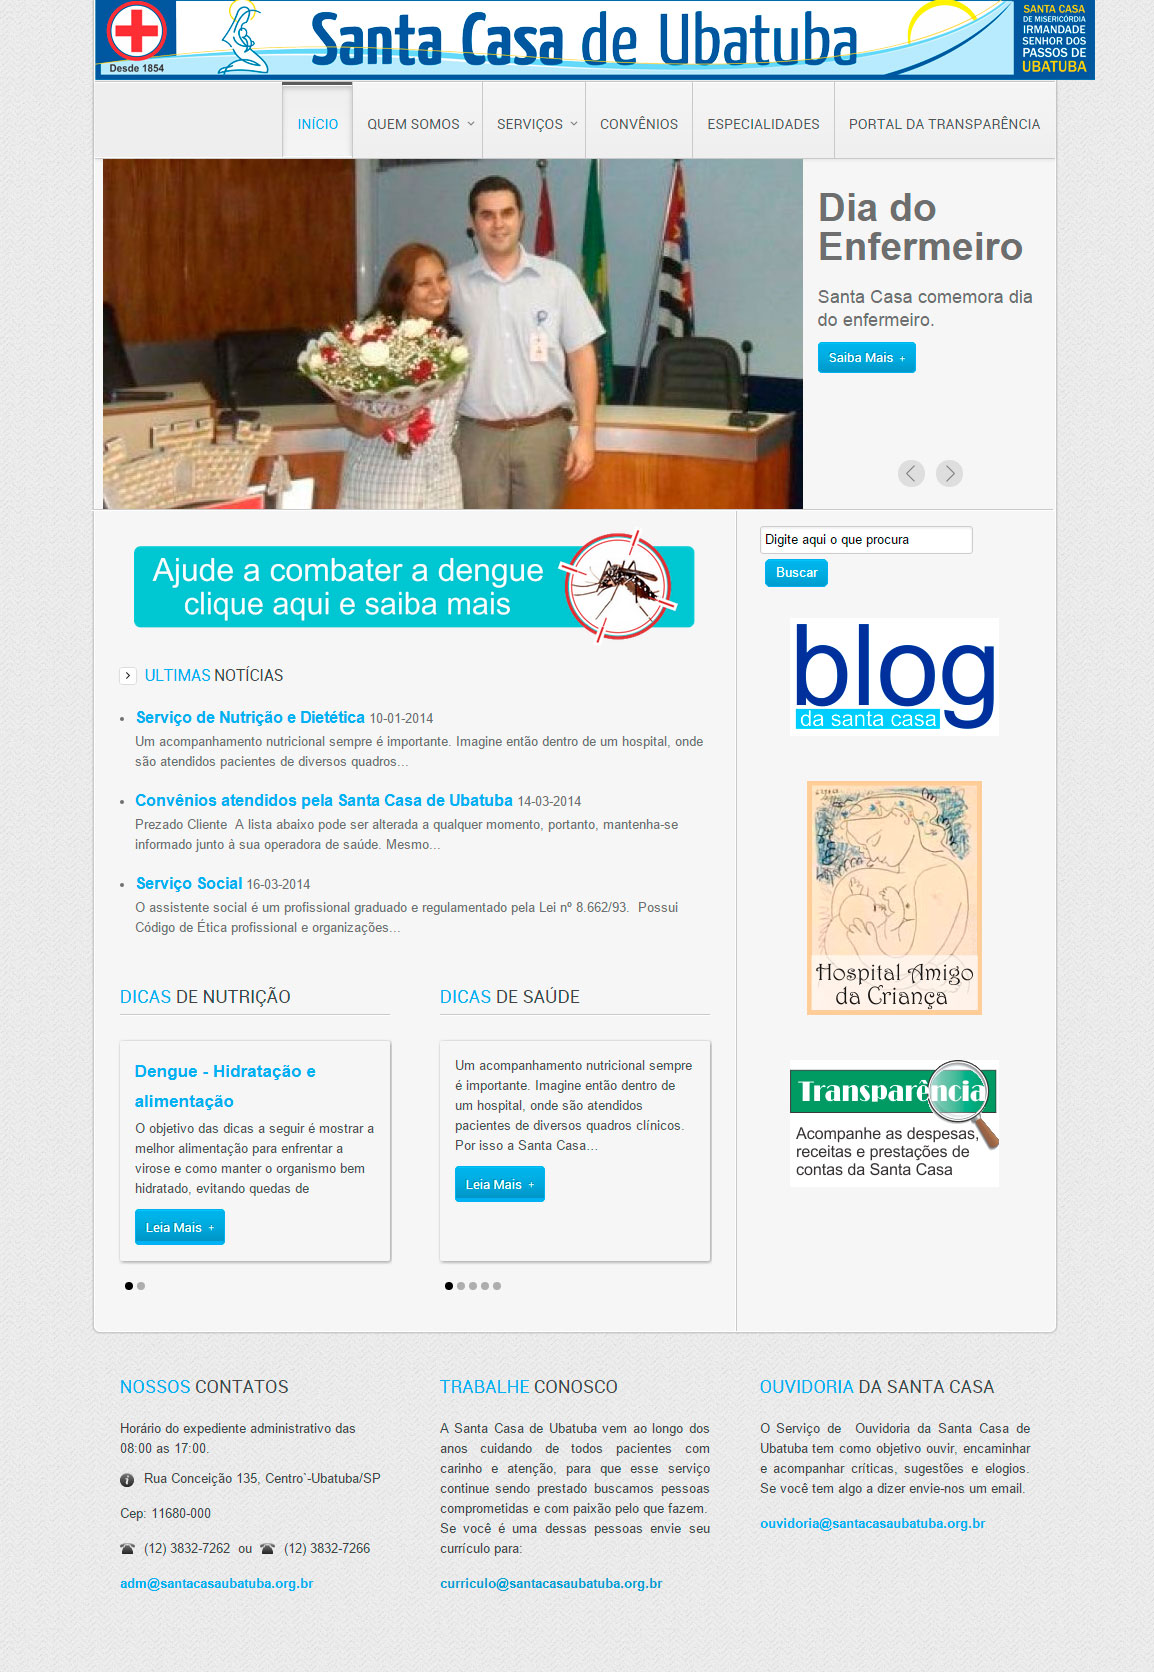 Desde 1854
Santa Casa de Ubatuba
SANTA CASA
DE MISERICÓRDIA
IRMANDADE
SENHOR DOS
PASSOS DE
UBATUBA
INÍCIO QUEM SOMOS SERVIÇOS CONVÊNIOS ESPECIALIDADES PORTAL DA TRANSPARÊNCIA
Dia do
Enfermeiro
Santa Casa comemora dia
do enfermeiro.
Saiba Mais +
Ajude a combater a dengue
clique aqui e saiba mais
Digite aqui o que procura
Buscar
blog
da santa casa
ULTIMAS NOTÍCIAS
Serviço de Nutrição e Dietética 10-01-2014
Um acompanhamento nutricional sempre é importante. Imagine então dentro de um hospital, onde
são atendidos pacientes de diversos quadros...
Convênios atendidos pela Santa Casa de Ubatuba 14-03-2014
Prezado Cliente  A lista abaixo pode ser alterada a qualquer momento, portanto, mantenha-se
informado junto à sua operadora de saúde. Mesmo...
Serviço Social 16-03-2014
O assistente social é um profissional graduado e regulamentado pela Lei nº 8.662/93.  Possui
Código de Ética profissional e organizações...
Hospital Amigo
da Criança
DICAS DE NUTRIÇÃO
Dengue - Hidratação e
alimentação
O objetivo das dicas a seguir é mostrar a
melhor alimentação para enfrentar a
virose e como manter o organismo bem
hidratado, evitando quedas de
Leia Mais +
DICAS DE SAÚDE
Um acompanhamento nutricional sempre
é importante. Imagine então dentro de
um hospital, onde são atendidos
pacientes de diversos quadros clínicos.
Por isso a Santa Casa...
Leia Mais +
Transparência
Acompanhe as despesas,
receitas e prestações de
contas da Santa Casa
NOSSOS CONTATOS
Horário do expediente administrativo das
08:00 as 17:00.
Rua Conceição 135, Centro`-Ubatuba/SP
Cep: 11680-000
(12) 3832-7262  ou  (12) 3832-7266
adm@santacasaubatuba.org.br
TRABALHE CONOSCO
A Santa Casa de Ubatuba vem ao longo dos
anos cuidando de todos pacientes com
carinho e atenção, para que esse serviço
continue sendo prestado buscamos pessoas
comprometidas e com paixão pelo que fazem.
Se você é uma dessas pessoas envie seu
currículo para:
curriculo@santacasaubatuba.org.br
OUVIDORIA DA SANTA CASA
O Serviço de  Ouvidoria da Santa Casa de
Ubatuba tem como objetivo ouvir, encaminhar
e acompanhar críticas, sugestões e elogios.
Se você tem algo a dizer envie-nos um email.
ouvidoria@santacasaubatuba.org.br